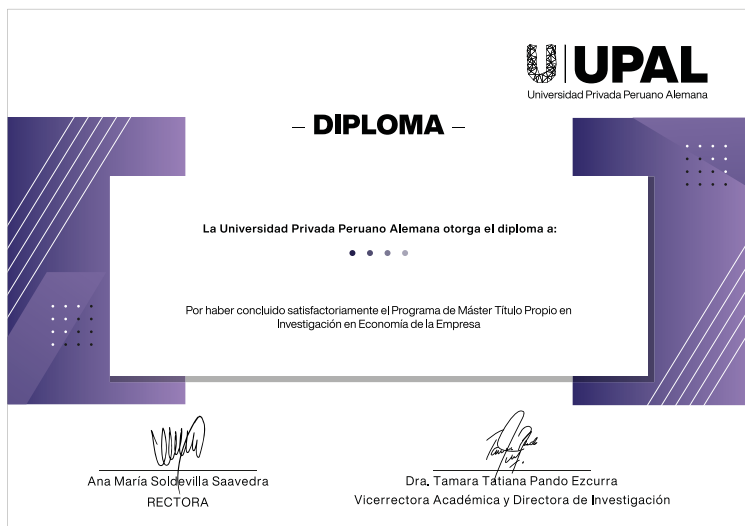 UPAL
Universidad Privada Peruano Alemana
– DIPLOMA –
La Universidad Privada Peruano Alemana otorga el diploma a:
Por haber concluido satisfactoriamente el Programa de Máster Título Propio en
Investigación en Economía de la Empresa
Ana María Soldevilla Saavedra
RECTORA
Dra. Tamara Tatiana Pando Ezcurra
Vicerrectora Académica y Directora de Investigación